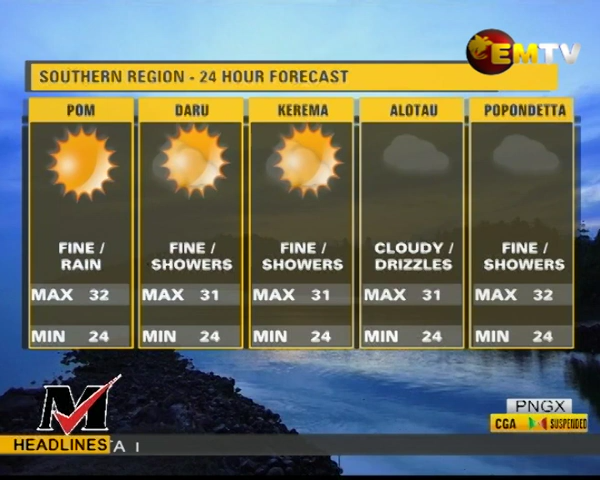 EMTV
SOUTHERN REGION - 24 HOUR FORECAST
POM
FINE /
RAIN
MAX 32
MIN 24
DARU
FINE /
SHOWERS
MAX 31
MIN 24
KEREMA
FINE /
SHOWERS
MAX 31
MIN 24
ALOTAU
CLOUDY /
DRIZZLES
MAX 31
MIN 24
POPONDETTA
FINE /
SHOWERS
MAX 32
MIN 24
M
PNGX
CGA SUSPENDED
HEADLINES TA I